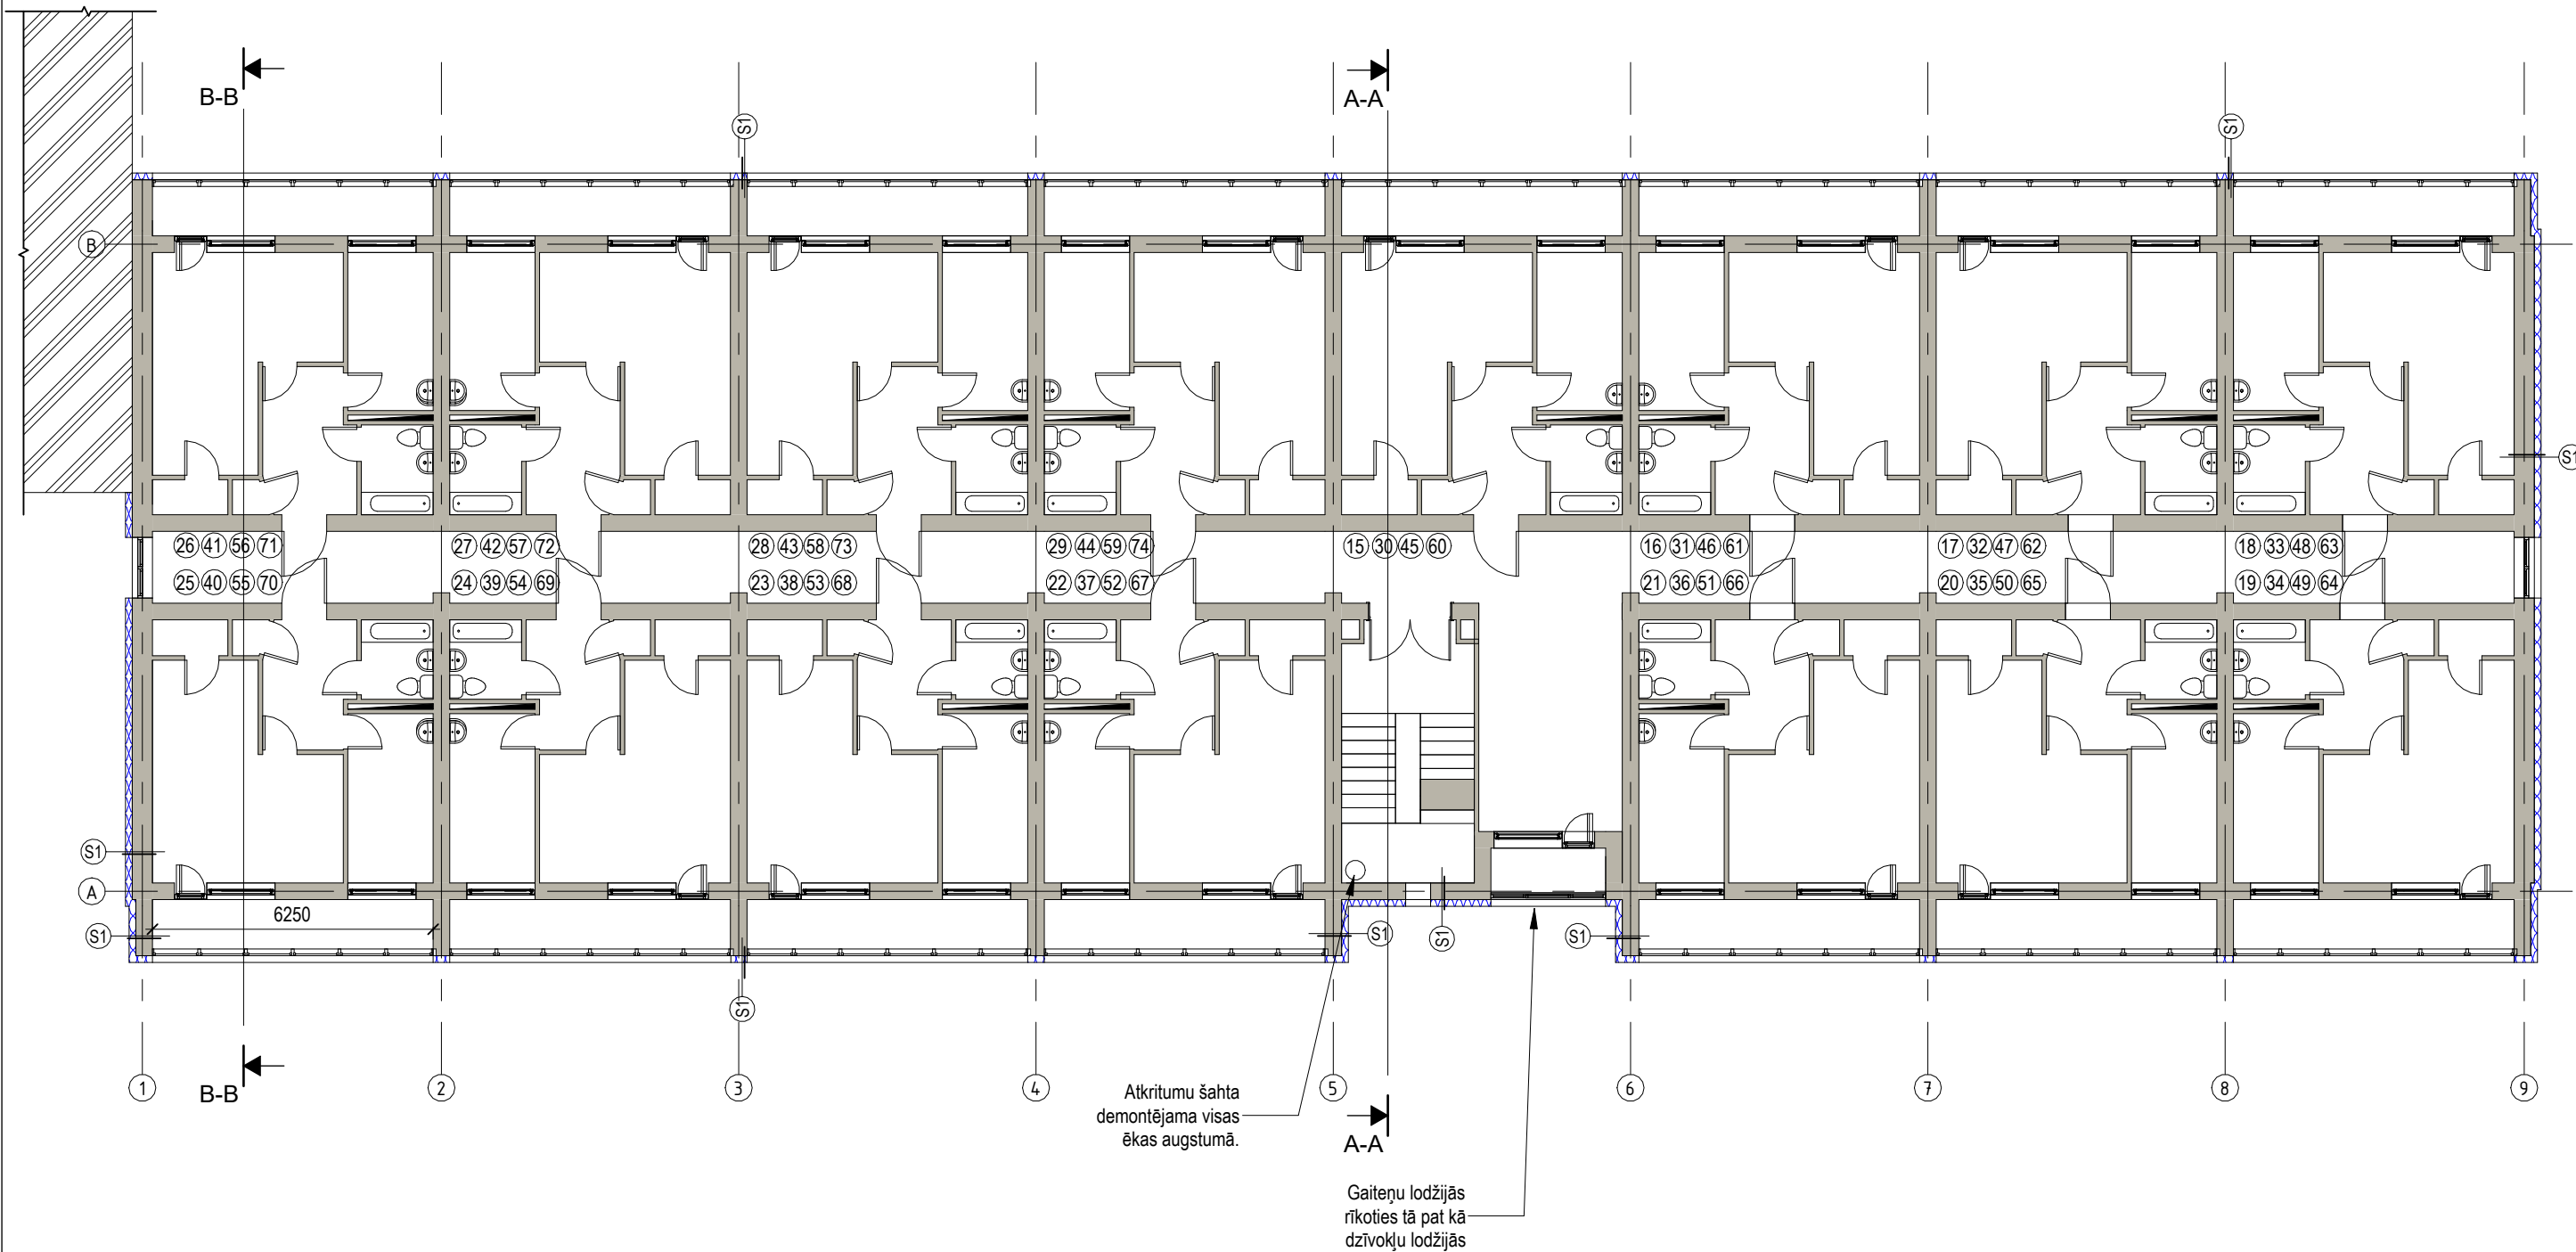 B-B
A-A
S1
S1
B
S1
26 41 56 71
27 42 57 72
28 43 58 73
29 44 59 74
15 30 45 60
16 31 46 61
17 32 47 62
18 33 48 63
25 40 55 70
24 39 54 69
23 38 53 68
22 37 52 67
21 36 51 66
20 35 50 65
19 34 49 64
S1
A
6250
S1
S1
S1
S1
S1
1
2
3
4
5
6
7
8
9
B-B
Atkritumu šahta
demontējama visas
ēkas augstumā.
A-A
Gaiteņu lodžijās
rīkoties tā pat kā
dzīvokļu lodžijās